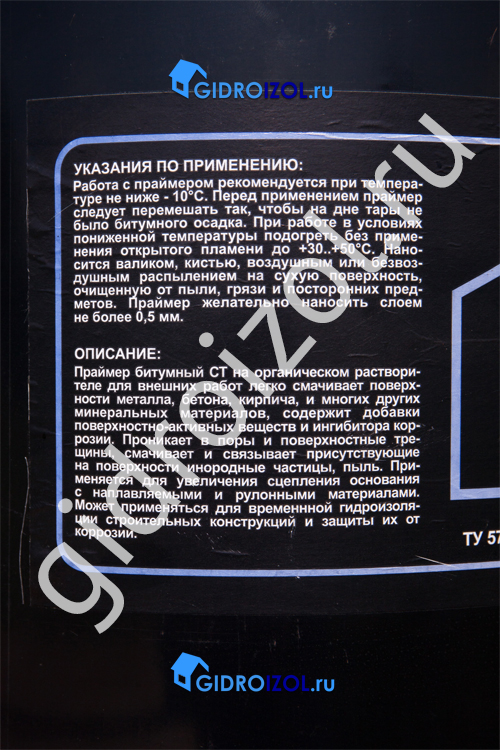 GIDROIZOL.ru
УКАЗАНИЯ ПО ПРИМЕНЕНИЮ:
Работа с праймером рекомендуется при темпера-
туре не ниже - 10°С. Перед применением праймер
следует перемешать так, чтобы на дне тары не
было битумного осадка. При работе в условиях
пониженной температуры подогреть без приме-
нения открытого пламени до +30..+50°С. Нано-
сится валиком, кистью, воздушным или безвоз-
душным распылением на сухую поверхность,
очищенную от пыли, грязи и посторонних пред-
метов. Праймер желательно наносить слоем
не более 0,5 мм.
ОПИСАНИЕ:
Праймер битумный СТ на органическом раствори-
теле для внешних работ легко смачивает поверх-
ности металла, бетона, кирпича, и многих других
минеральных материалов, содержит добавки
поверхностно-активных веществ и ингибитора кор-
розии. Проникает в поры и поверхностные тре-
щины, смачивает и связывает присутствующие
на поверхности инородные частицы, пыль. При-
меняется для увеличения сцепления основания
с наплавляемыми и рулонными материалами.
Может применяться для временнной гидроизоля-
ции строительных конструкций и защиты их от
коррозии.
ТУ 57
gidroizol.ru
GIDROIZOL.ru